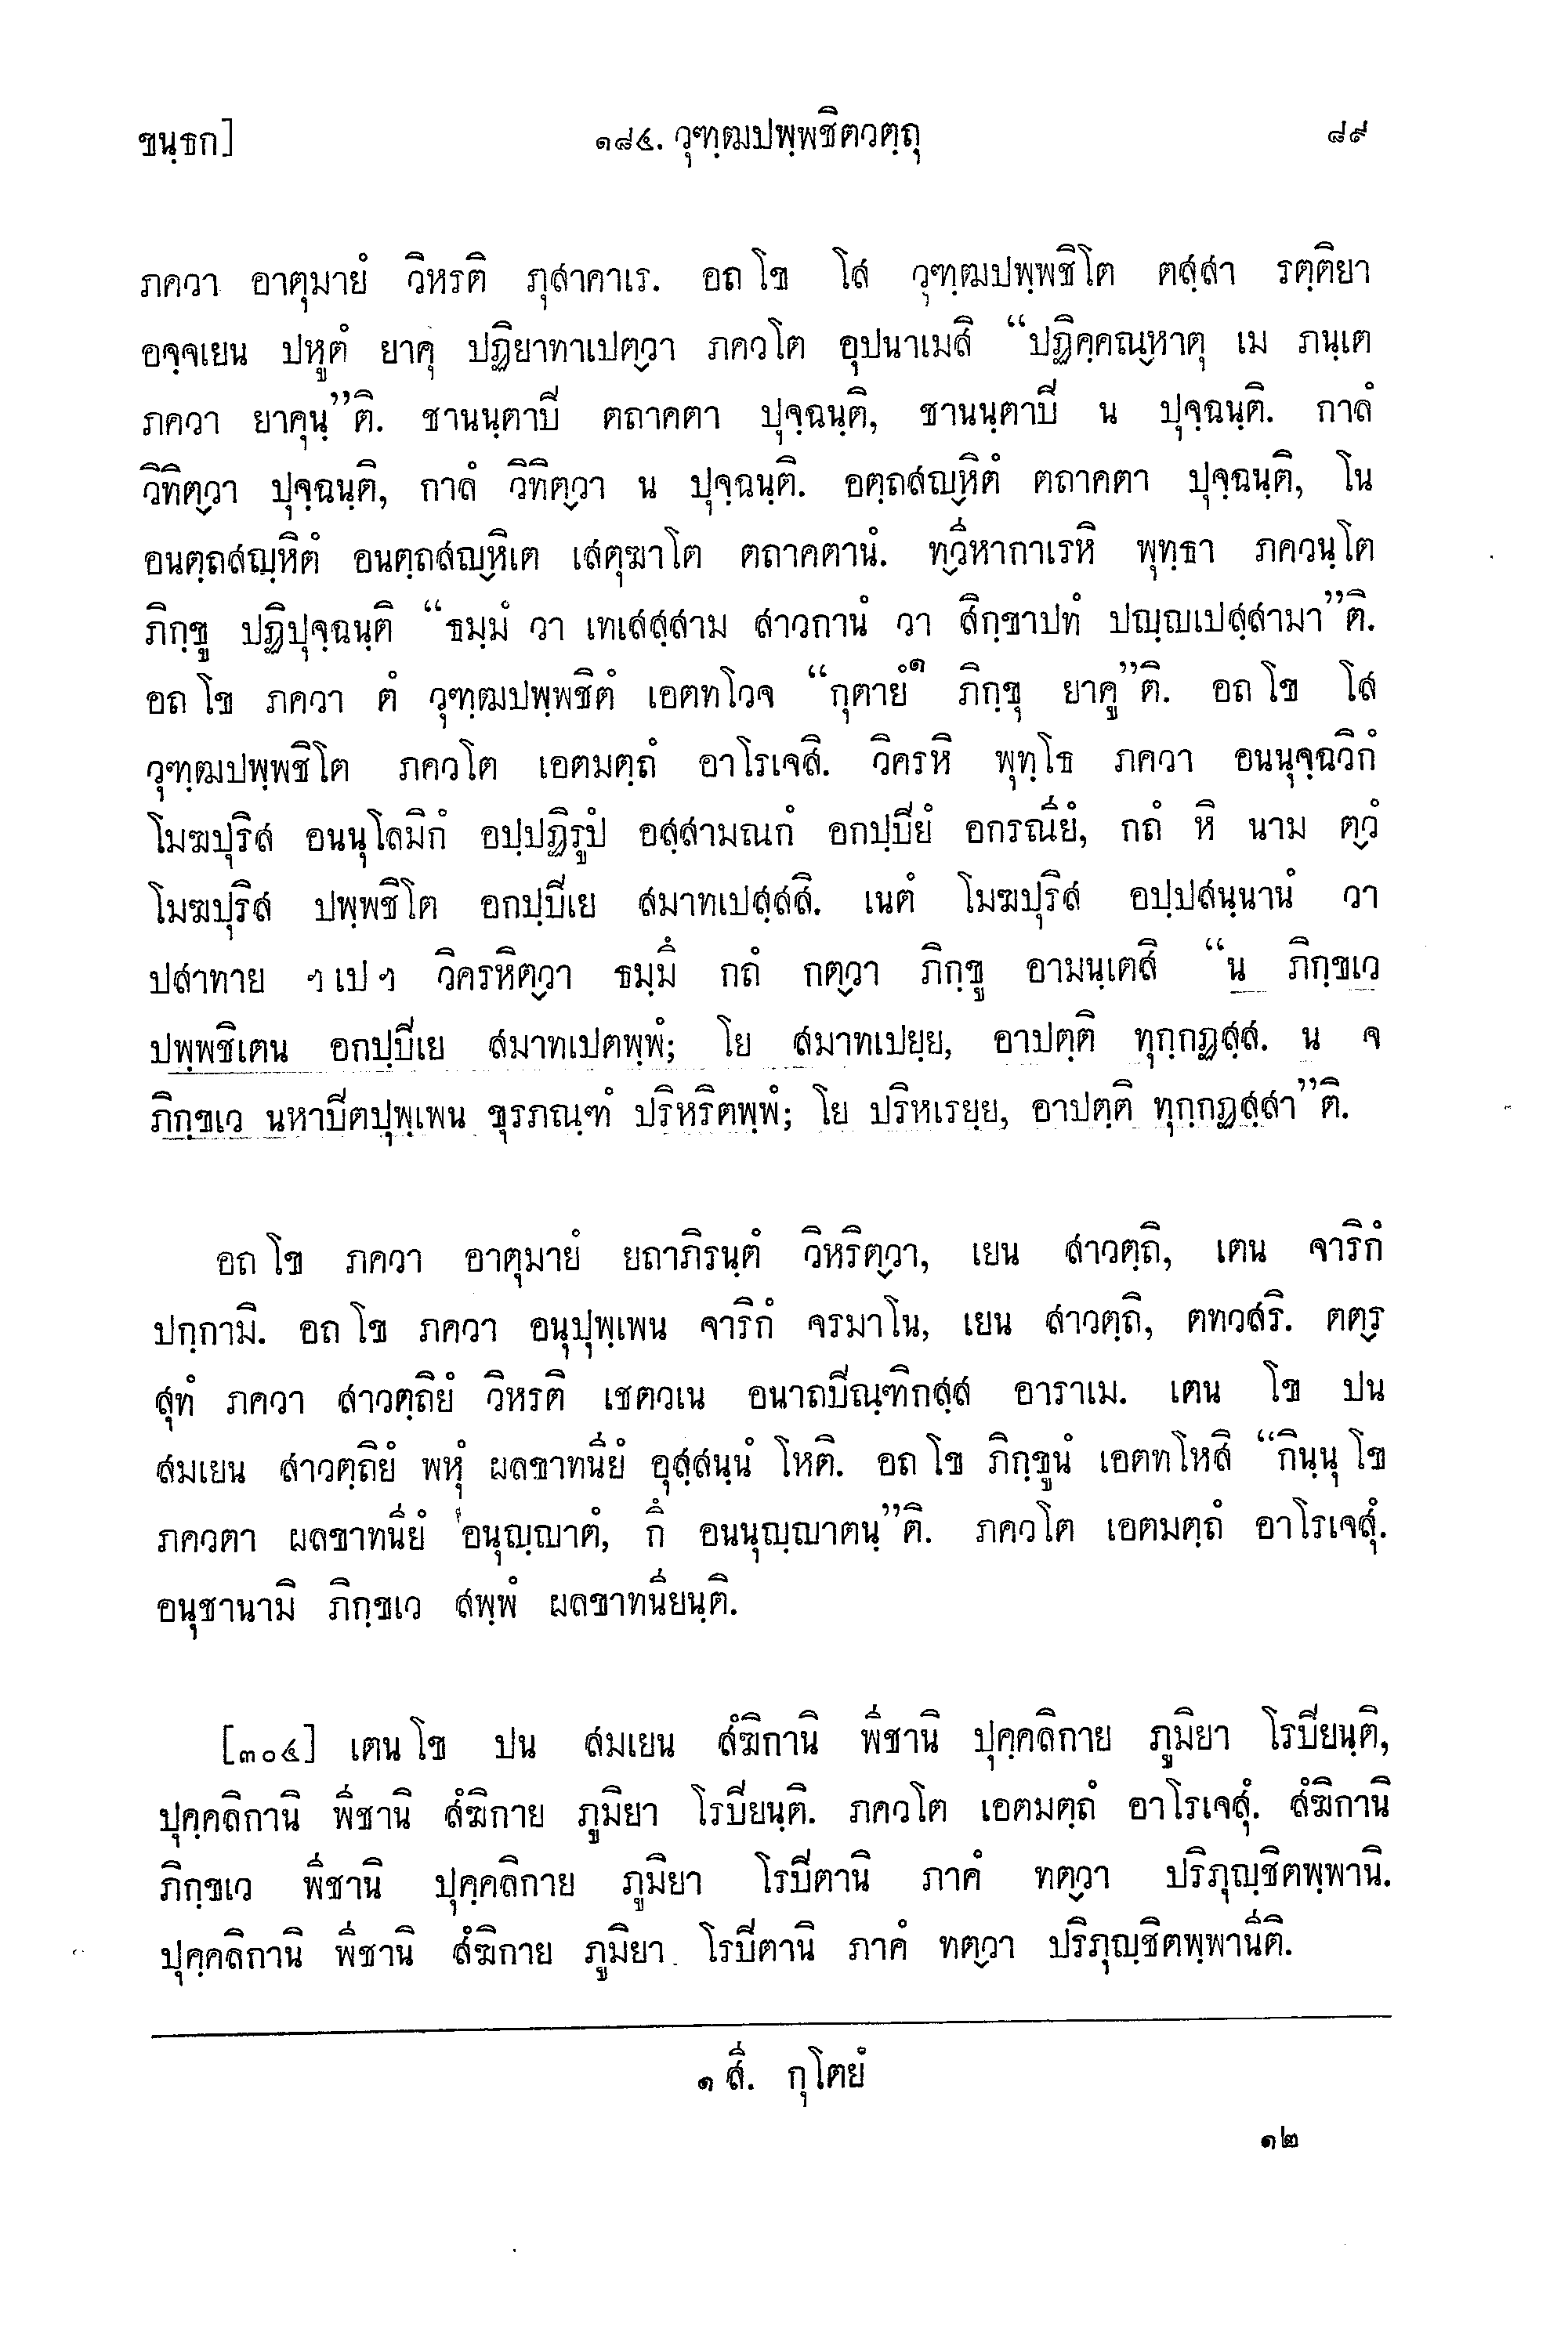 ขนฺธก]
๑๘๕. วุฑฺฒปพฺพชิตวตฺถุ
๘๙
ภควา อาตุมายํ วิหรติ ภุสาคาเร. อถ โข โส วุฑฺฒปพฺพชิโต ตสฺสา รตฺติยา
อจฺจเยน ปหูตํ ยาคุ ปฏิยาทาเปตฺวา ภควโต อุปนาเมสิ “ปฏิคฺคณฺหาตุ เม ภนฺเต
ภควา ยาคุนฺ”ติ. ชานนฺตาปี ตถาคตา ปุจฺฉนฺติ, ชานนฺตาปี น ปุจฺฉนฺติ. กาลํ
วิทิตฺวา ปุจฺฉนฺติ, กาลํ วิทิตฺวา น ปุจฺฉนฺติ. อตฺถสญฺหิตํ ตถาคตา ปุจฺฉนฺติ, โน
อนตฺถสญฺหิตํ อนตฺถสญฺหิเต เสตุฆาโต ตถาคตานํ. ทฺวีหากาเรหิ พุทฺธา ภควนฺโต
ภิกฺขู ปฏิปุจฺฉนฺติ “ธมฺมํ วา เทเสสฺสาม สาวกานํ วา สิกฺขาปทํ ปญฺญเปสฺสามา”ติ.
อถ โข ภควา ตํ วุฑฺฒปพฺพชิตํ เอตทโวจ “กุตายํ๑ ภิกฺขุ ยาคู”ติ. อถ โข โส
วุฑฺฒปพฺพชิโต ภควโต เอตมตฺถํ อาโรเจสิ. วิครหิ พุทฺโธ ภควา อนนุจฺฉวิกํ
โมฆปุริส อนนุโลมิกํ อปฺปฏิรูปํ อสฺสามณกํ อกปฺปิยํ อกรณียํ, กถํ หิ นาม ตฺวํ
โมฆปุริส ปพฺพชิโต อกปฺปิเย สมาทเปสฺสสิ. เนตํ โมฆปุริส อปฺปสนฺนานํ วา
ปสาทาย ฯ เป ฯ วิครหิตฺวา ธมฺมึ กถํ กตฺวา ภิกฺขู อามนฺเตสิ “น ภิกฺขเว
ปพฺพชิเตน อกปฺปิเย สมาทเปตพฺพํ; โย สมาทเปยฺย, อาปตฺติ ทุกฺกฏสฺส. น จ
ภิกฺขเว นหาปิตปุพฺเพน ขุรภณฺฑํ ปริหริตพฺพํ; โย ปริหเรยฺย, อาปตฺติ ทุกฺกฏสฺสา”ติ.
อถ โข ภควา อาตุมายํ ยถาภิรนฺตํ วิหริตฺวา, เยน สาวตฺถิ, เตน จาริกํ
ปกฺกามิ. อถ โข ภควา อนุปุพฺเพน จาริกํ จรมาโน, เยน สาวตฺถิ, ตทวสริ. ตตฺร
สุทํ ภควา สาวตฺถิยํ วิหรติ เชตวเน อนาถปิณฺฑิกสฺส อาราเม. เตน โข ปน
สมเยน สาวตฺถิยํ พหุํ ผลขาทนียํ อุสฺสนฺนํ โหติ. อถ โข ภิกฺขูนํ เอตทโหสิ “กินฺนุ โข
ภควตา ผลขาทนียํ อนุญฺญาตํ, กึ อนนุญฺญาตนฺ”ติ. ภควโต เอตมตฺถํ อาโรเจสุํ.
อนุชานามิ ภิกฺขเว สพฺพํ ผลขาทนียนฺติ.
[๓๐๕] เตน โข ปน สมเยน สํฆิกานิ พีชานิ ปุคฺคลิกาย ภูมิยา โรปิยนฺติ,
ปุคฺคลิกานิ พีชานิ สํฆิกาย ภูมิยา โรปิยนฺติ. ภควโต เอตมตฺถํ อาโรเจสุํ. สํฆิกานิ
ภิกฺขเว พีชานิ ปุคฺคลิกาย ภูมิยา โรปิตานิ ภาคํ ทตฺวา ปริภุญฺชิตพฺพานิ.
ปุคฺคลิกานิ พีชานิ สํฆิกาย ภูมิยา โรปิตานิ ภาคํ ทตฺวา ปริภุญฺชิตพฺพานีติ.
๑ สี. กุโตยํ
๑๒